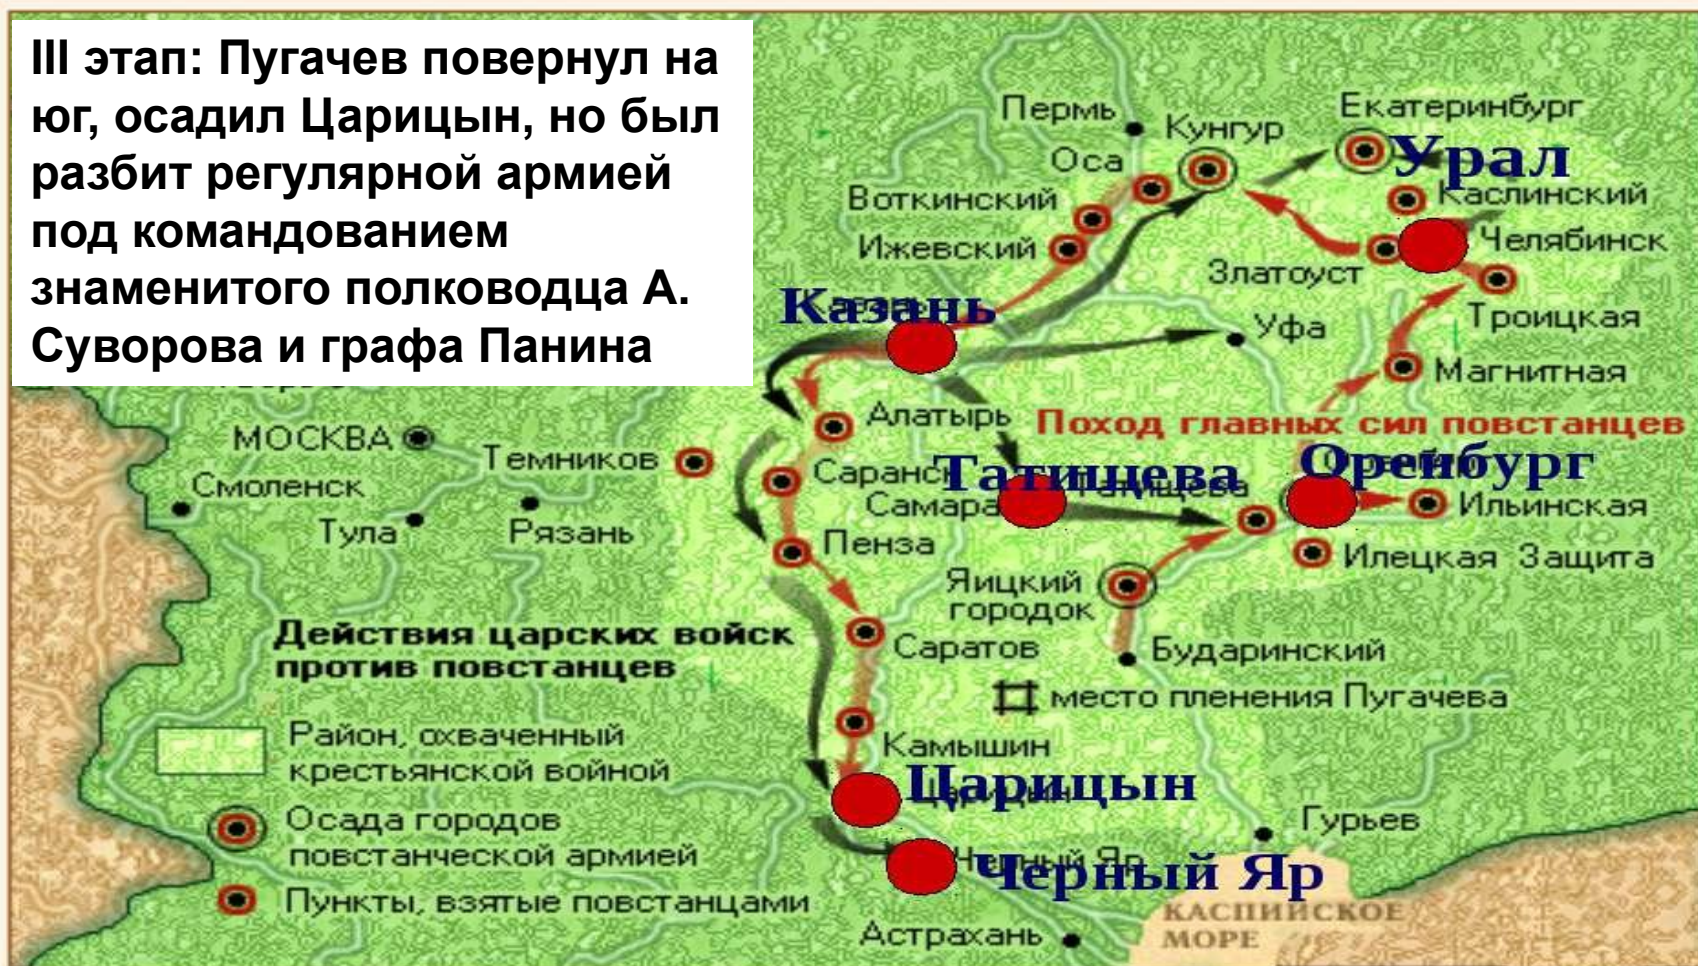 III этап: Пугачев повернул на
юг, осадил Царицын, но был
разбит регулярной армией
под командованием
знаменитого полководца А.
Суворова и графа Панина
Пермь
Кунгур
Екатеринбург
Урал
Оса
Каслинский
Воткинский
Ижевский
Челябинск
Златоуст
Казань
Троицкая
Уфа
Магнитная
Алатырь
Поход главных сил повстанцев
МОСКВА
Темников
Саранск
Татищева
Оренбург
Смоленск
Самара
Ильинская
Тула
Рязань
Пенза
Илецкая Защита
Яицкий
городок
Действия царских войск
против повстанцев
Саратов
Бударинский
место пленения Пугачева
Район, охваченный
крестьянской войной
Камышин
Царицын
Осада городов
повстанческой армией
Гурьев
Черный Яр
Пункты, взятые повстанцами
КАСПИЙСКОЕ
МОРЕ
Астрахань